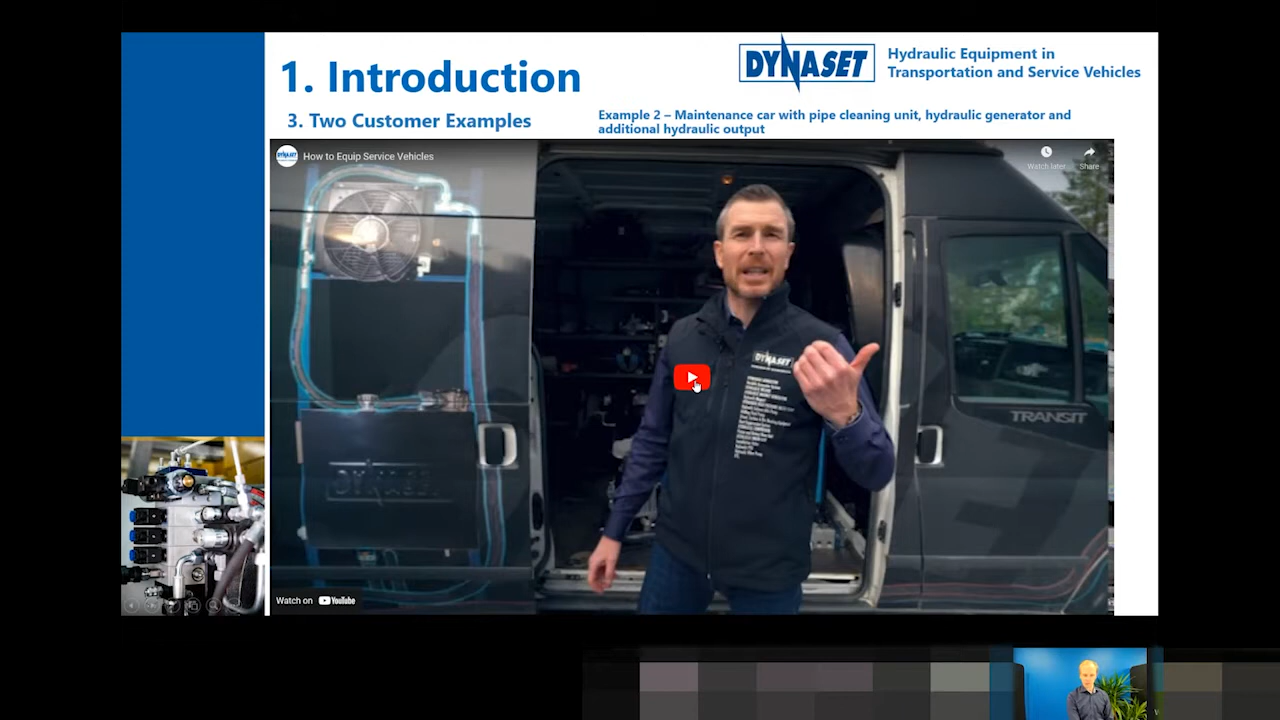 1. Introduction
DYNASET
Hydraulic Equipment in
Transportation and Service Vehicles
3. Two Customer Examples
Example 2 – Maintenance car with pipe cleaning unit, hydraulic generator and
additional hydraulic output
DYNASET
How to Equip Service Vehicles
Watch later
Share
DYNASET
TRANSIT
DYNASET
Watch on
YouTube